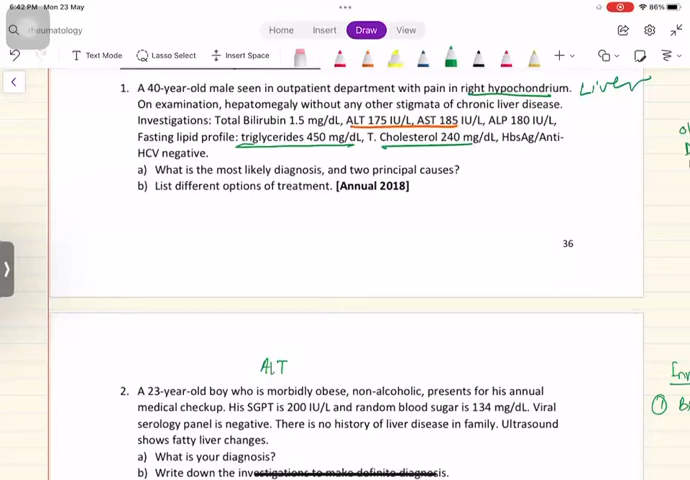 6:42 PM Mon 23 May
86%
Home Insert Draw View
Text Mode Lasso Select Insert Space
1. A 40-year-old male seen in outpatient department with pain in right hypochondrium. Liver
On examination, hepatomegaly without any other stigmata of chronic liver disease.
Investigations: Total Bilirubin 1.5 mg/dL, ALT 175 IU/L, AST 185 IU/L, ALP 180 IU/L,
Fasting lipid profile: triglycerides 450 mg/dL, T. Cholesterol 240 mg/dL, HbsAg/Anti-
HCV negative.
a) What is the most likely diagnosis, and two principal causes?
b) List different options of treatment. [Annual 2018]
36
ALT
2. A 23-year-old boy who is morbidly obese, non-alcoholic, presents for his annual
medical checkup. His SGPT is 200 IU/L and random blood sugar is 134 mg/dL. Viral
serology panel is negative. There is no history of liver disease in family. Ultrasound
shows fatty liver changes.
a) What is your diagnosis?
b) Write down the investigations to make definite diagnosis.